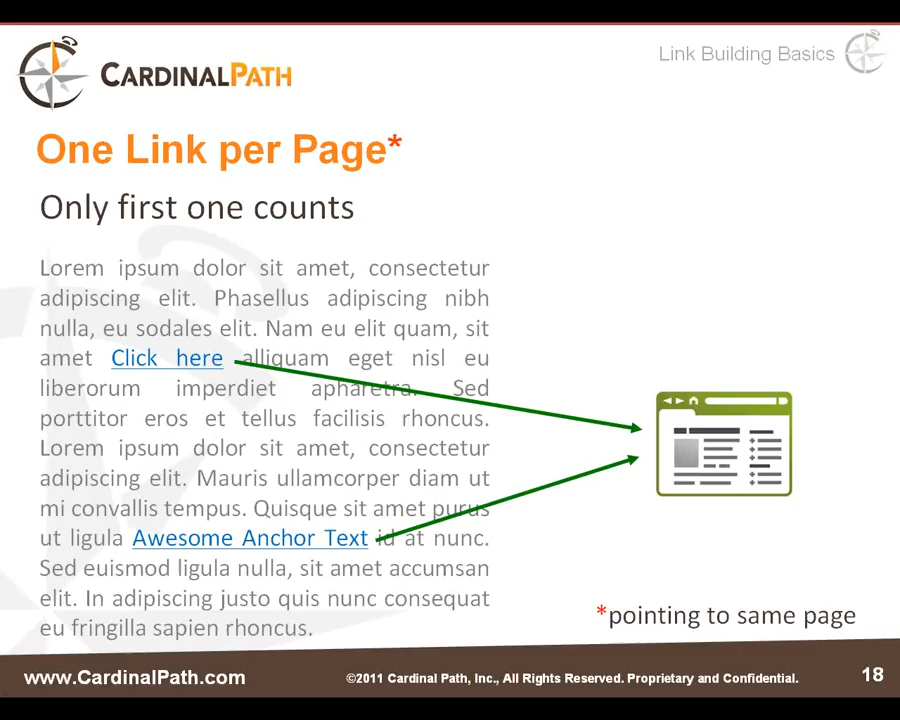 CARDINALPATH
Link Building Basics
One Link per Page*
Only first one counts
Lorem ipsum dolor sit amet, consectetur
adipiscing elit. Phasellus adipiscing nibh
nulla, eu sodales elit. Nam eu elit quam, sit
amet Click here alliquam eget nisl eu
liberorum imperdiet apharetra. Sed
porttitor eros et tellus facilisis rhoncus.
Lorem ipsum dolor sit amet, consectetur
adipiscing elit. Mauris ullamcorper diam ut
mi convallis tempus. Quisque sit amet purus
ut ligula Awesome Anchor Text id at nunc.
Sed euismod ligula nulla, sit amet accumsan
elit. In adipiscing justo quis nunc consequat
eu fringilla sapien rhoncus.
*pointing to same page
www.CardinalPath.com
©2011 Cardinal Path, Inc., All Rights Reserved. Proprietary and Confidential.
18